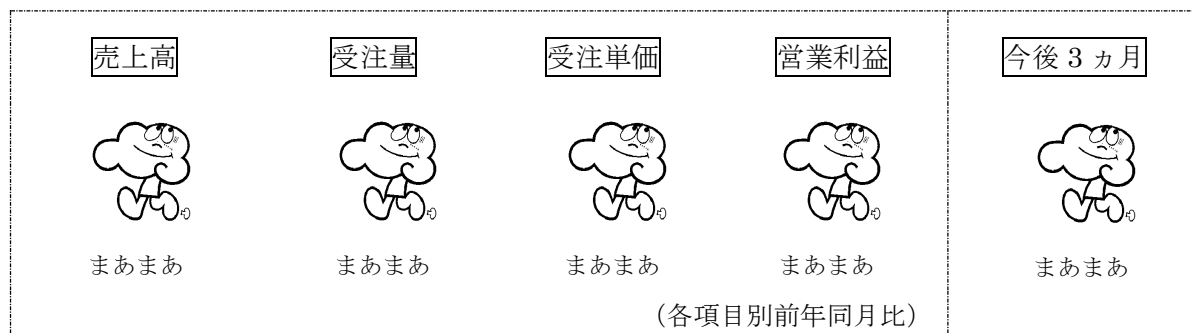 売上高 受注量 受注単価 営業利益 今後3ヵ月
まあまあ まあまあ まあまあ まあまあ まあまあ
(各項目別前年同月比)